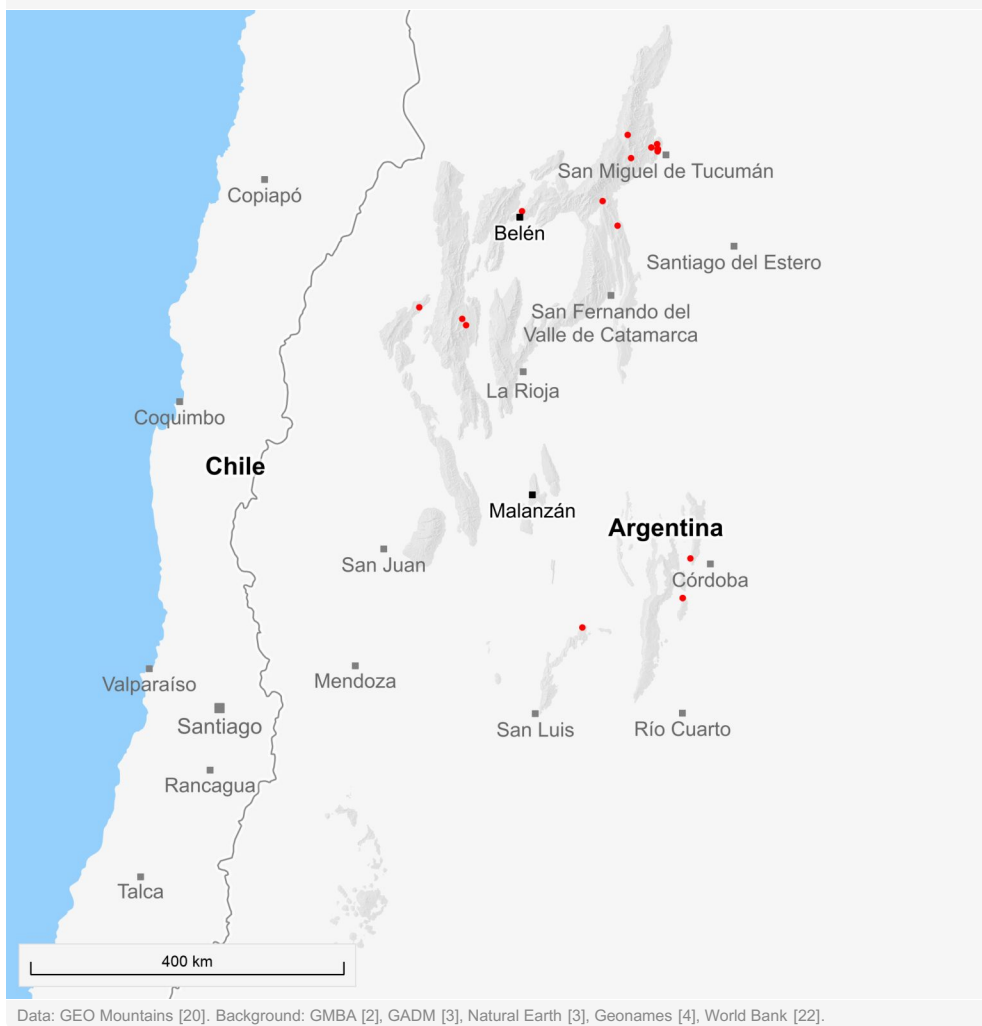 San Miguel de Tucumán
Copiapó
Belén
Santiago del Estero
San Fernando del
Valle de Catamarca
La Rioja
Coquimbo
Chile
Malanzán
Argentina
San Juan
Córdoba
Valparaíso
Mendoza
Santiago
San Luis
Río Cuarto
Rancagua
Talca
400 km
Data: GEO Mountains [20]. Background: GMBA [2], GADM [3], Natural Earth [3], Geonames [4], World Bank [22].